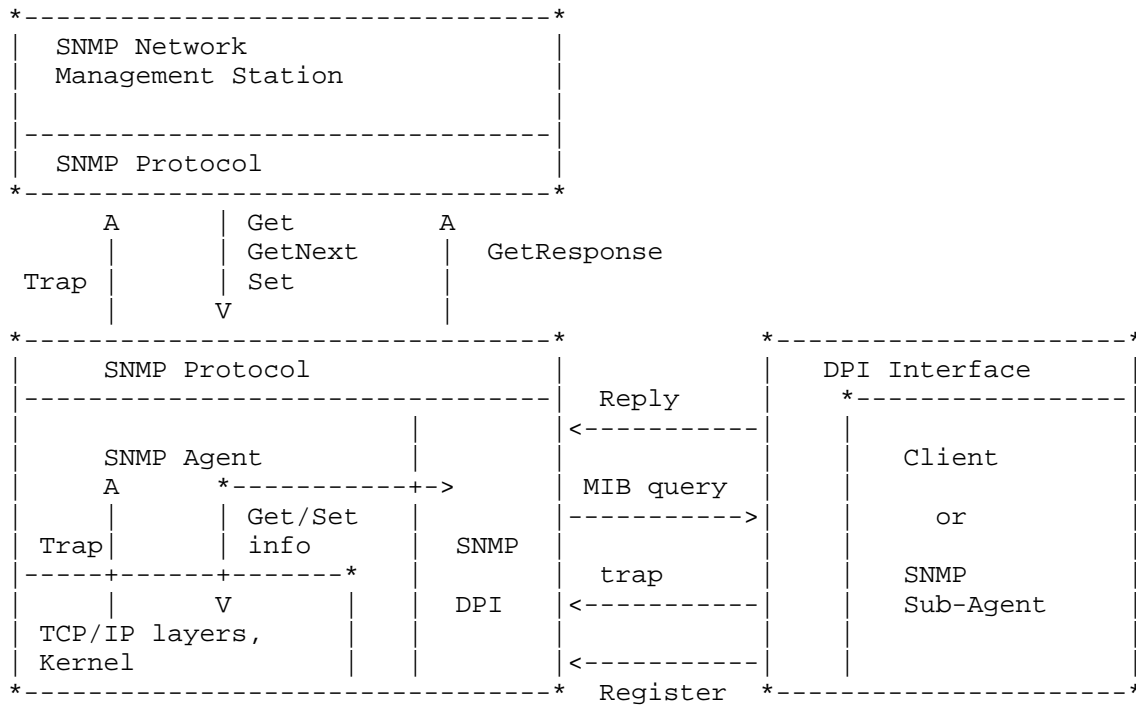 SNMP Network
Management Station
SNMP Protocol
A Get A
GetNext GetResponse
Trap Set
V
SNMP Protocol DPI Interface
Reply
SNMP Agent Client
A MIB query
Get/Set or
Trap info SNMP
trap SNMP
V DPI Sub-Agent
TCP/IP layers,
Kernel
Register